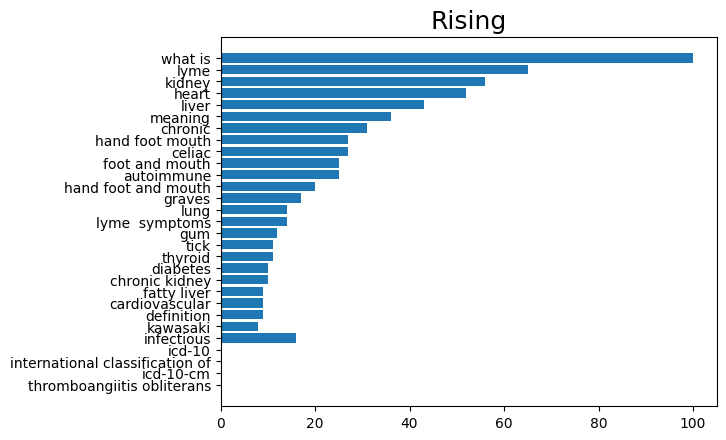 Rising
what is
lyme
kidney
heart
liver
meaning
chronic
hand foot mouth
celiac
foot and mouth
autoimmune
hand foot and mouth
graves
lung
lyme  symptoms
gum
tick
thyroid
diabetes
chronic kidney
fatty liver
cardiovascular
definition
kawasaki
infectious
icd-10
international classification of
icd-10-cm
thromboangiitis obliterans
0 20 40 60 80 100